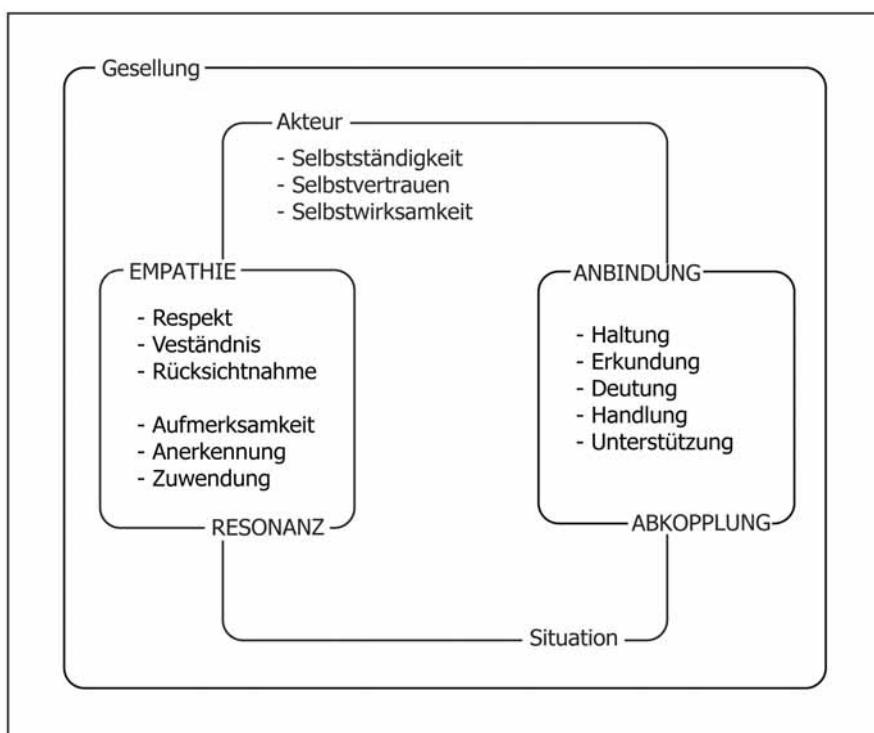 Gesellung
Akteur
- Selbstständigkeit
- Selbstvertrauen
- Selbstwirksamkeit
EMPATHIE
- Respekt
- Veständnis
- Rücksichtnahme
- Aufmerksamkeit
- Anerkennung
- Zuwendung
RESONANZ
ANBINDUNG
- Haltung
- Erkundung
- Deutung
- Handlung
- Unterstützung
ABKOPPLUNG
Situation